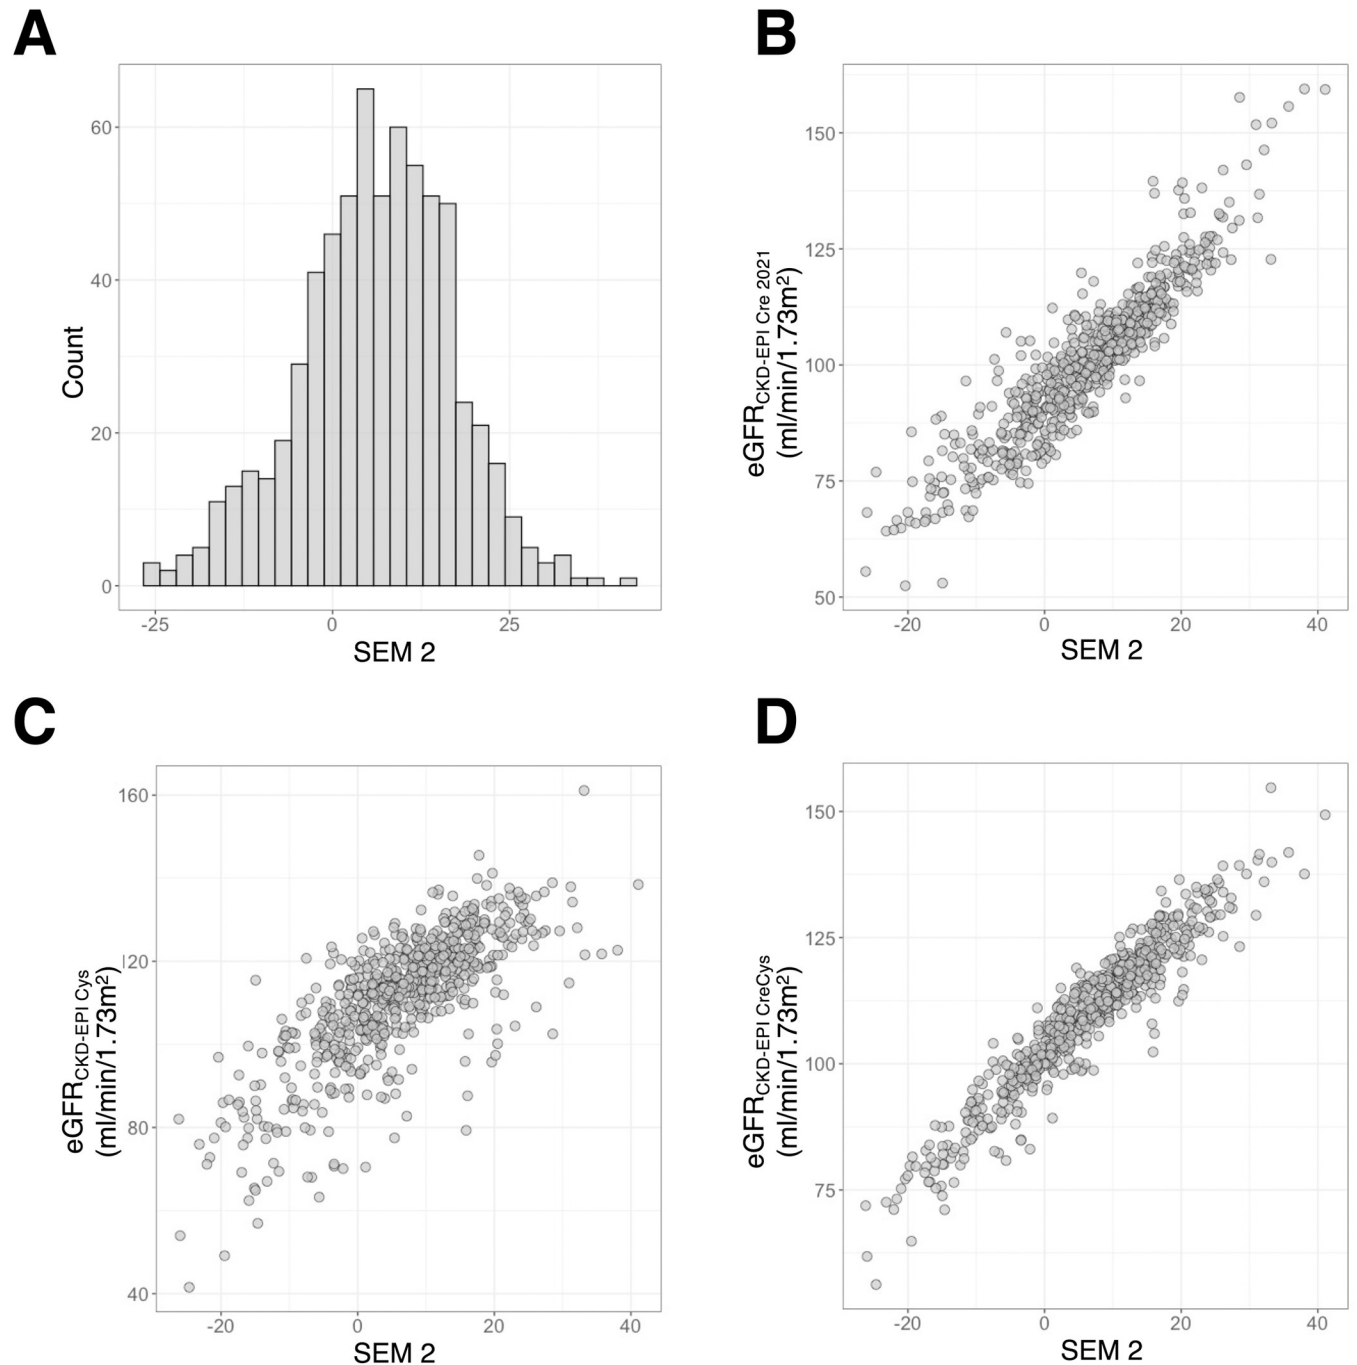 A
60
40
20
0
Count
-25 0 25
SEM 2
B
150
125
100
75
50
eGFRCKD-EPI Cre 2021
(ml/min/1.73m2)
-20 0 20 40
SEM 2
C
160
120
80
40
eGFRCKD-EPI Cys
(ml/min/1.73m2)
-20 0 20 40
SEM 2
D
150
125
100
75
eGFRCKD-EPI CreCys
(ml/min/1.73m2)
-20 0 20 40
SEM 2